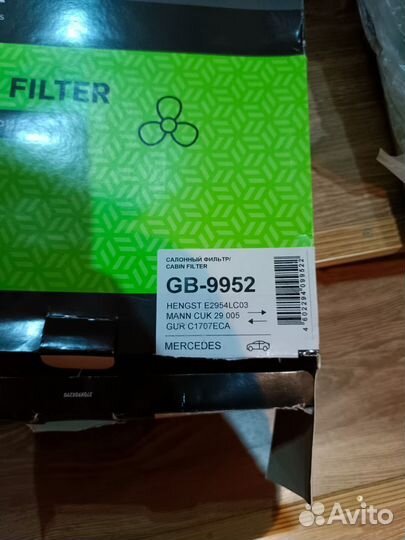 FILTER
САЛОННЫЙ ФИЛЬТР/
CABIN FILTER
GB-9952
HENGST E2954LC03
MANN CUK 29 005
GUR C1707ECA
MERCEDES
4 602294 099522
Avito